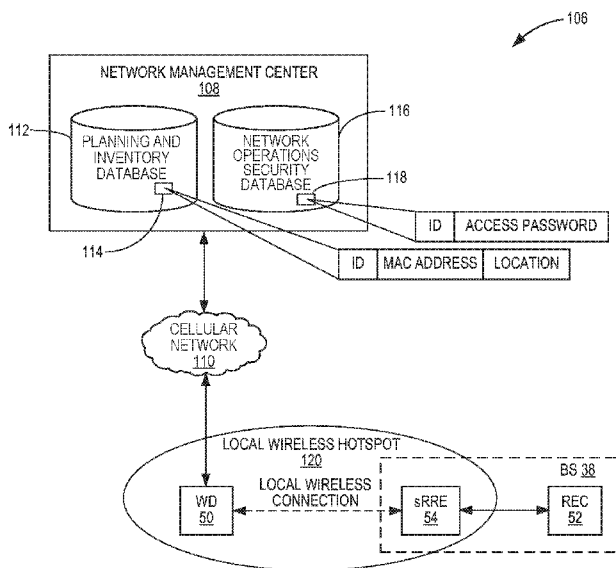 106
NETWORK MANAGEMENT CENTER
108
112
PLANNING AND
INVENTORY
DATABASE
114
NETWORK
OPERATIONS
SECURITY
DATABASE
116
118
ID ACCESS PASSWORD
ID MAC ADDRESS LOCATION
CELLULAR
NETWORK
110
LOCAL WIRELESS HOTSPOT
120
LOCAL WIRELESS
CONNECTION
BS 38
WD
50
sRRE
54
REC
52